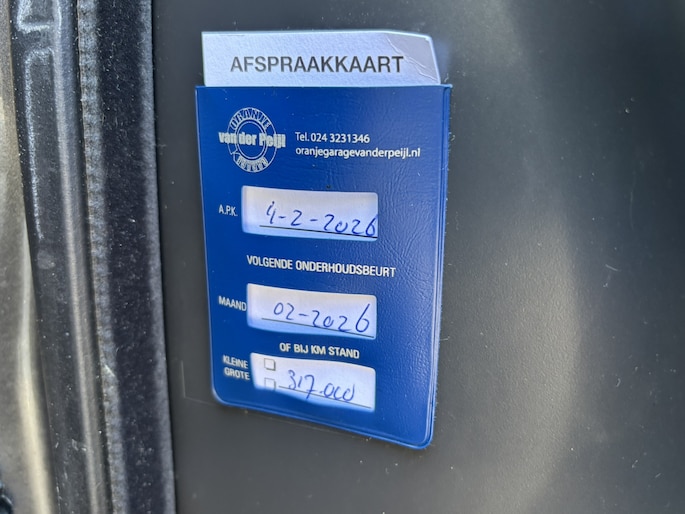 AFSPRAAKKAART
ORANJE
van der Peijl
Tel. 024 3231346
oranjegaragevanderpeijl.nl
A.P.K. 4-2-2026
VOLGENDE ONDERHOUDSBEURT
MAAND 02-2026
OF BIJ KM STAND
KLEINE
GROTE 317.000